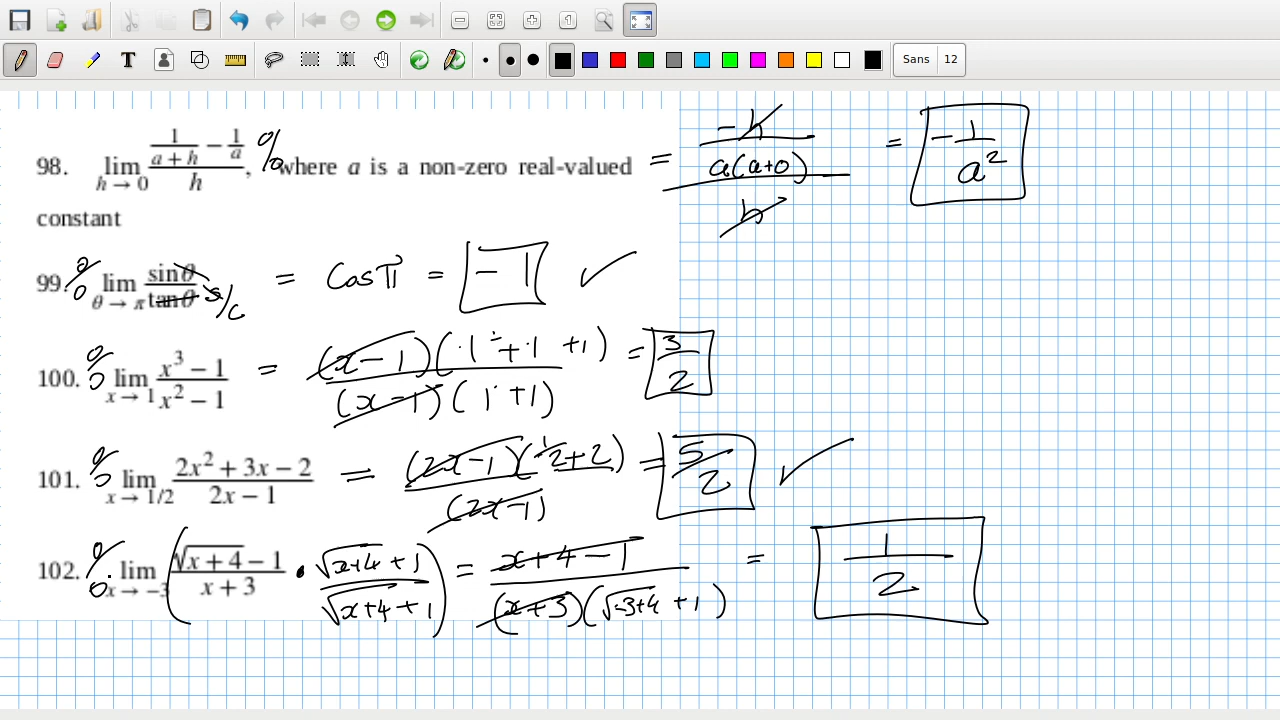 T 1 Sans 12
98. lim h → 0 (1/(a + h) − 1/a)/h, 0/0 where a is a non-zero real-valued = (−h/(a(a+0)))/h = −1/a²
constant
99. 0/0 lim θ → π sin θ/tan θ s/c = cos π = −1 ✓
100. 0/0 lim x → 1 (x³ − 1)/(x² − 1) = (x−1)(1²+1+1)/((x−1)(1+1)) = 3/2
101. 0/0 lim x → 1/2 (2x² + 3x − 2)/(2x − 1) = (2x−1)(1/2+2)/(2x−1) = 5/2 ✓
102. 0/0 lim x → −3 ((√(x + 4) − 1)/(x + 3) • (√(x+4) + 1)/(√(x+4) + 1)) = (x+4−1)/((x+3)(√(−3+4) + 1)) = 1/2